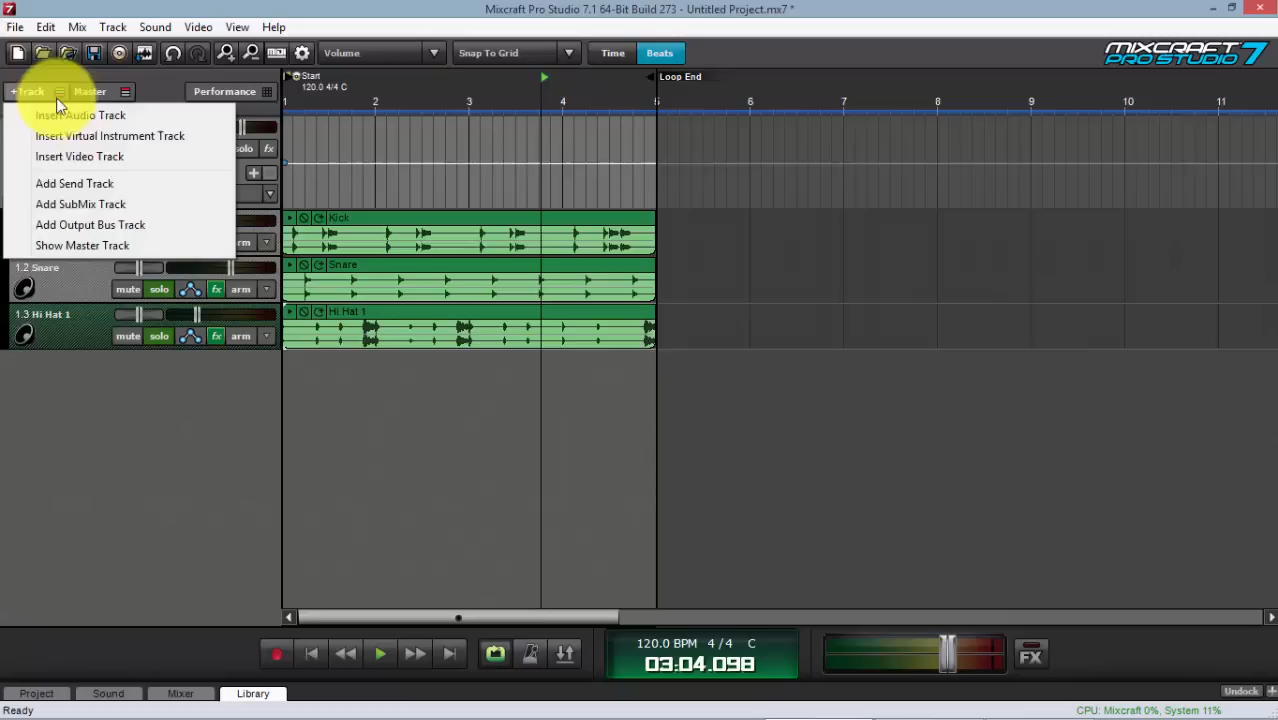 Mixcraft Pro Studio 7.1 64-Bit Build 273 - Untitled Project.mx7 *
File Edit Mix Track Sound Video View Help
Volume Snap To Grid Time Beats
MIXCRAFT PRO STUDIO 7
+Track Master Performance
Start
120.0 4/4 C
Loop End
1 2 3 4 5 6 7 8 9 10 11
Insert Audio Track
Insert Virtual Instrument Track
Insert Video Track
Add Send Track
Add SubMix Track
Add Output Bus Track
Show Master Track
solo fx
Kick
arm
1.2 Snare
mute solo fx arm
Snare
1.3 Hi Hat 1
mute solo fx arm
Hi Hat 1
120.0 BPM 4/4 C
03:04.098
FX
Project Sound Mixer Library
Undock
Ready
CPU: Mixcraft 0%, System 11%